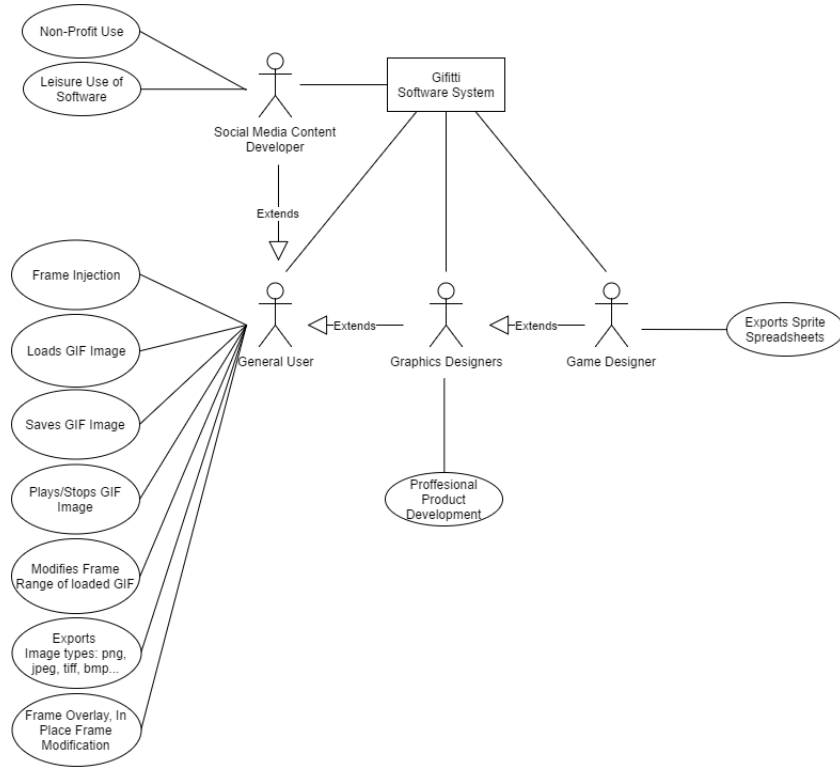 Non-Profit Use
Leisure Use of
Software
Gifitti
Software System
Social Media Content
Developer
Extends
Frame Injection
Loads GIF Image
Saves GIF Image
Plays/Stops GIF
Image
Modifies Frame
Range of loaded GIF
Exports
Image types: png,
jpeg, tiff, bmp...
Frame Overlay, In
Place Frame
Modification
General User
Extends
Graphics Designers
Extends
Game Designer
Exports Sprite
Spreadsheets
Proffesional
Product
Development